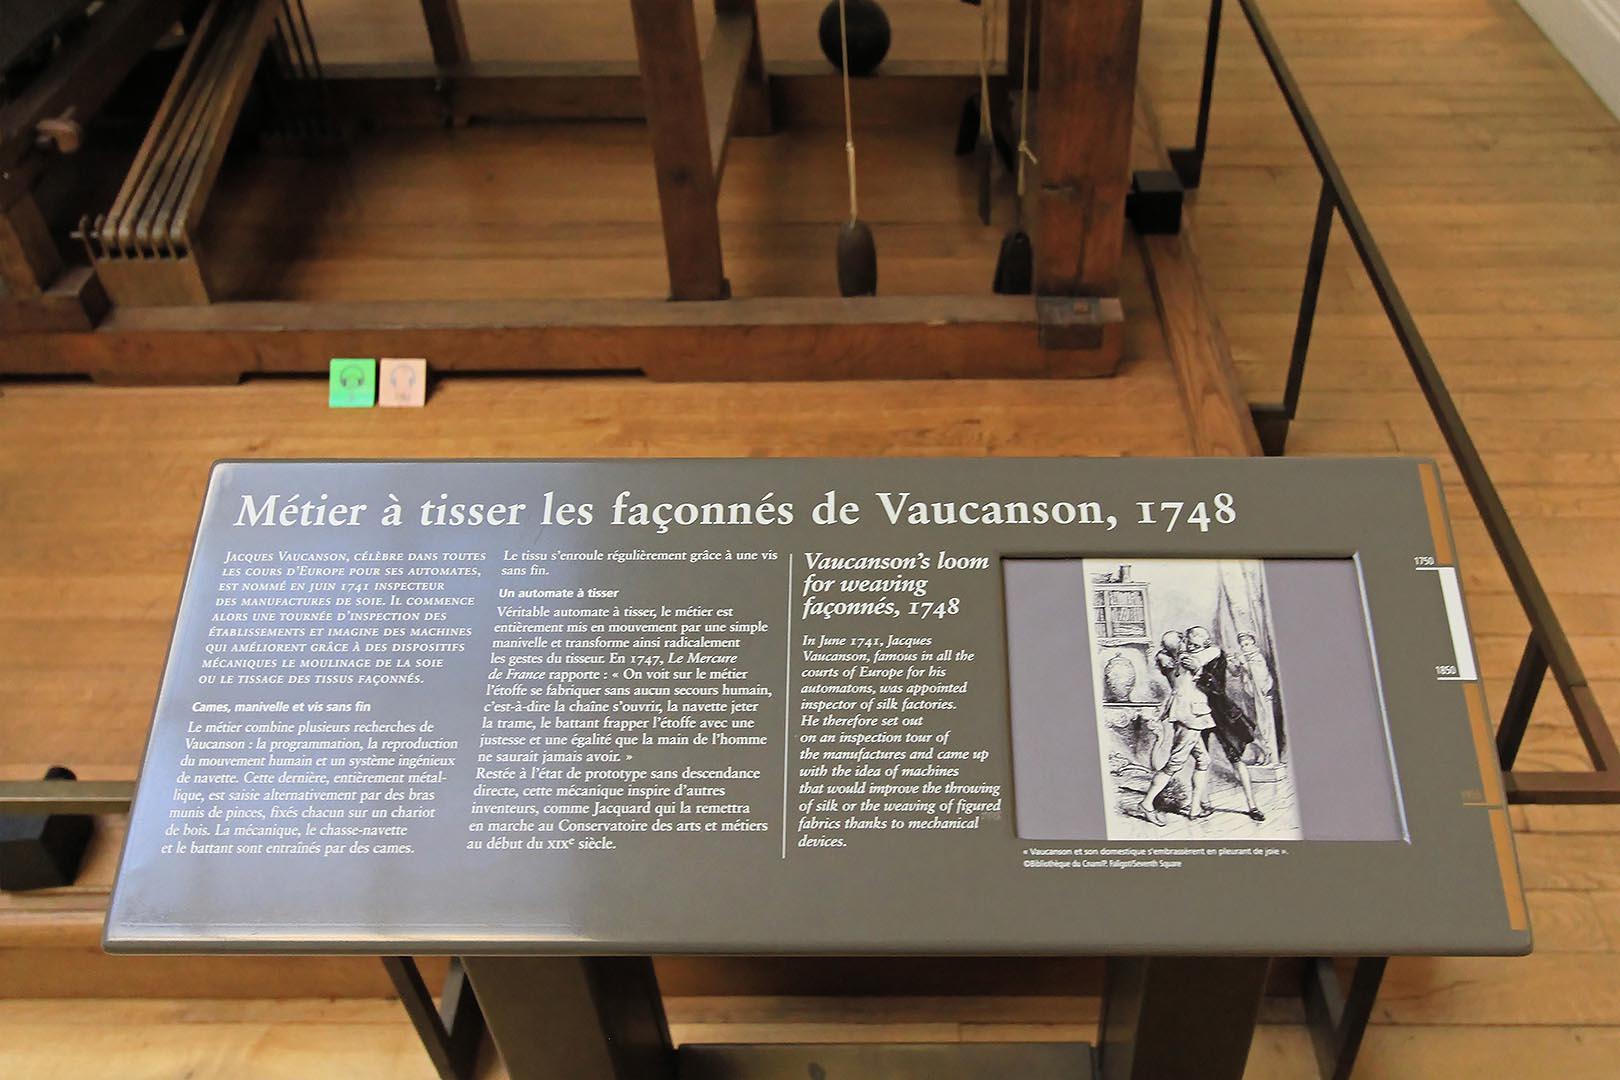 Métier à tisser les façonnés de Vaucanson, 1748
Jacques Vaucanson, célèbre dans toutes
les cours d'Europe pour ses automates,
est nommé en juin 1741 inspecteur
des manufactures de soie. Il commence
alors une tournée d'inspection des
établissements et imagine des machines
qui améliorent grâce à des dispositifs
mécaniques le moulinage de la soie
ou le tissage des tissus façonnés.
Cames, manivelle et vis sans fin
Le métier combine plusieurs recherches de
Vaucanson : la programmation, la reproduction
du mouvement humain et un système ingénieux
de navette. Cette dernière, entièrement métal-
lique, est saisie alternativement par des bras
munis de pinces, fixés chacun sur un chariot
de bois. La mécanique, le chasse-navette
et le battant sont entraînés par des cames.
Le tissu s'enroule régulièrement grâce à une vis
sans fin.
Un automate à tisser
Véritable automate à tisser, le métier est
entièrement mis en mouvement par une simple
manivelle et transforme ainsi radicalement
les gestes du tisseur. En 1747, Le Mercure
de France rapporte : « On voit sur le métier
l'étoffe se fabriquer sans aucun secours humain,
c'est-à-dire la chaîne s'ouvrir, la navette jeter
la trame, le battant frapper l'étoffe avec une
justesse et une égalité que la main de l'homme
ne saurait jamais avoir. »
Restée à l'état de prototype sans descendance
directe, cette mécanique inspire d'autres
inventeurs, comme Jacquard qui la remettra
en marche au Conservatoire des arts et métiers
au début du XIXe siècle.
Vaucanson's loom
for weaving
façonnés, 1748
In June 1741, Jacques
Vaucanson, famous in all the
courts of Europe for his
automatons, was appointed
inspector of silk factories.
He therefore set out
on an inspection tour of
the manufactures and came up
with the idea of machines
that would improve the throwing
of silk or the weaving of figured
fabrics thanks to mechanical
devices.
« Vaucanson et son domestique s'embrassèrent en pleurant de joie ».
©Bibliothèque du Cnam/P. Faligot/Seventh Square
1750
1850